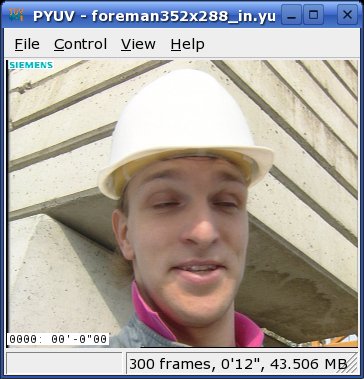 PYUV - foreman352x288_in.yu
File Control View Help
SIEMENS
0000: 00'-0"00
300 frames, 0'12", 43.506 MB